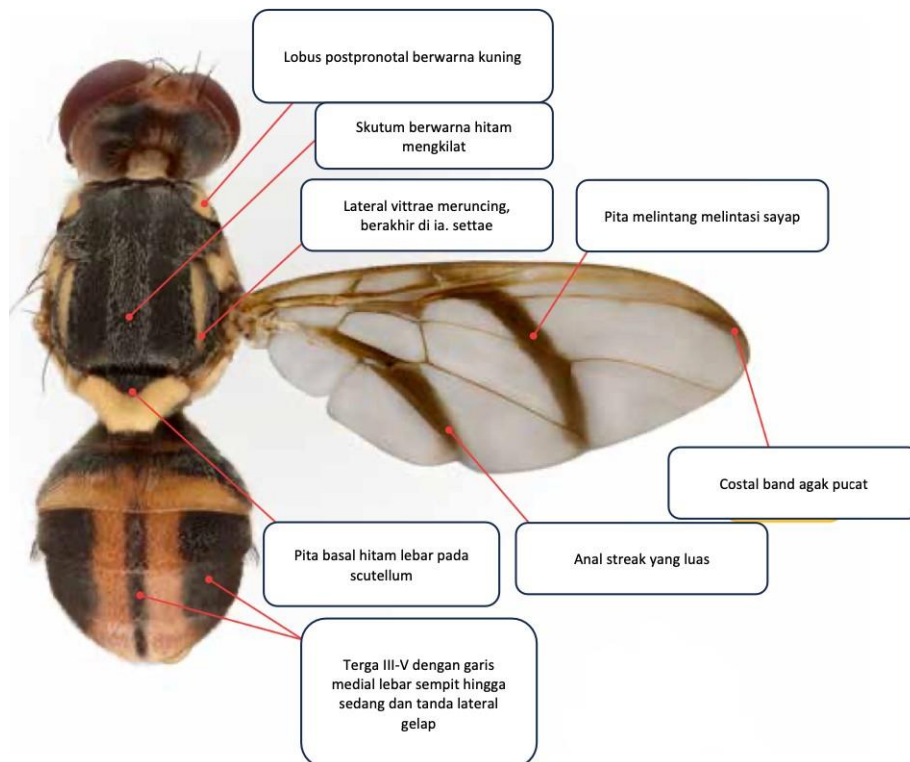 Lobus postpronotal berwarna kuning
Skutum berwarna hitam
mengkilat
Lateral vittrae meruncing,
berakhir di ia. settae
Pita melintang melintasi sayap
Costal band agak pucat
Anal streak yang luas
Pita basal hitam lebar pada
scutellum
Terga III-V dengan garis
medial lebar sempit hingga
sedang dan tanda lateral
gelap